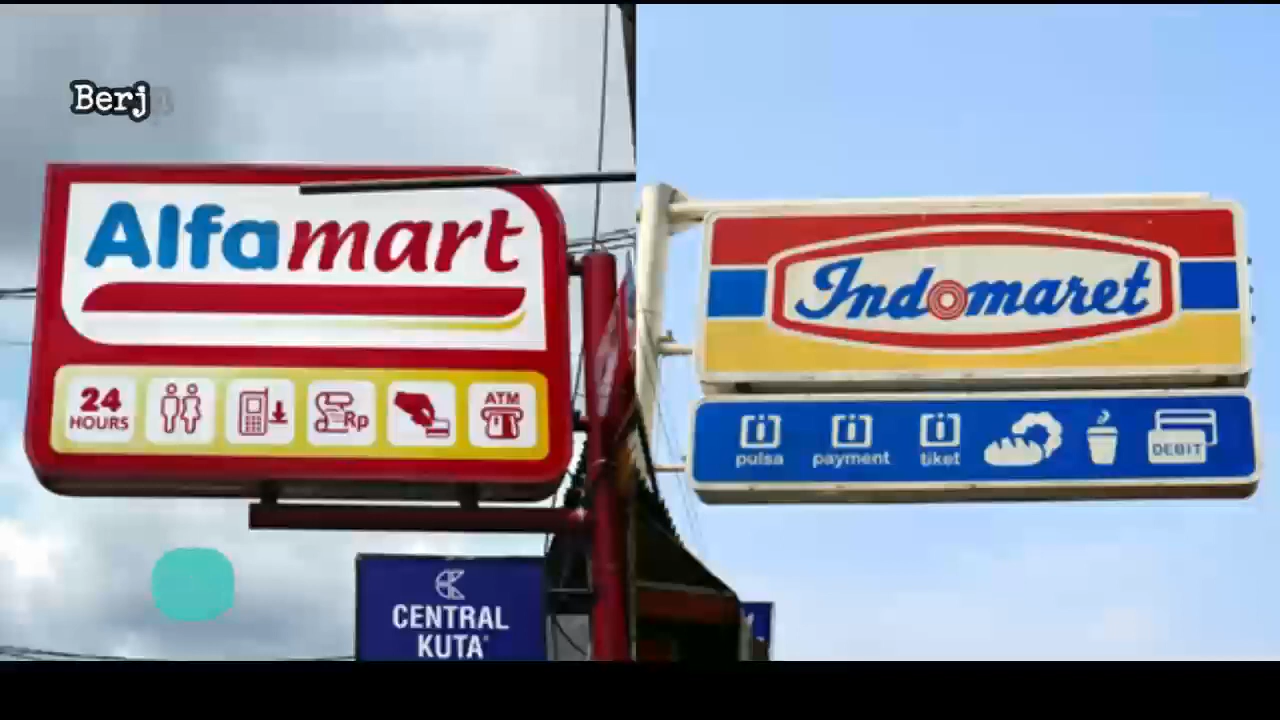 Berj
Alfamart
24
HOURS
Rp
ATM
CENTRAL
KUTA
Indomaret
pulsa
payment
tiket
DEBIT